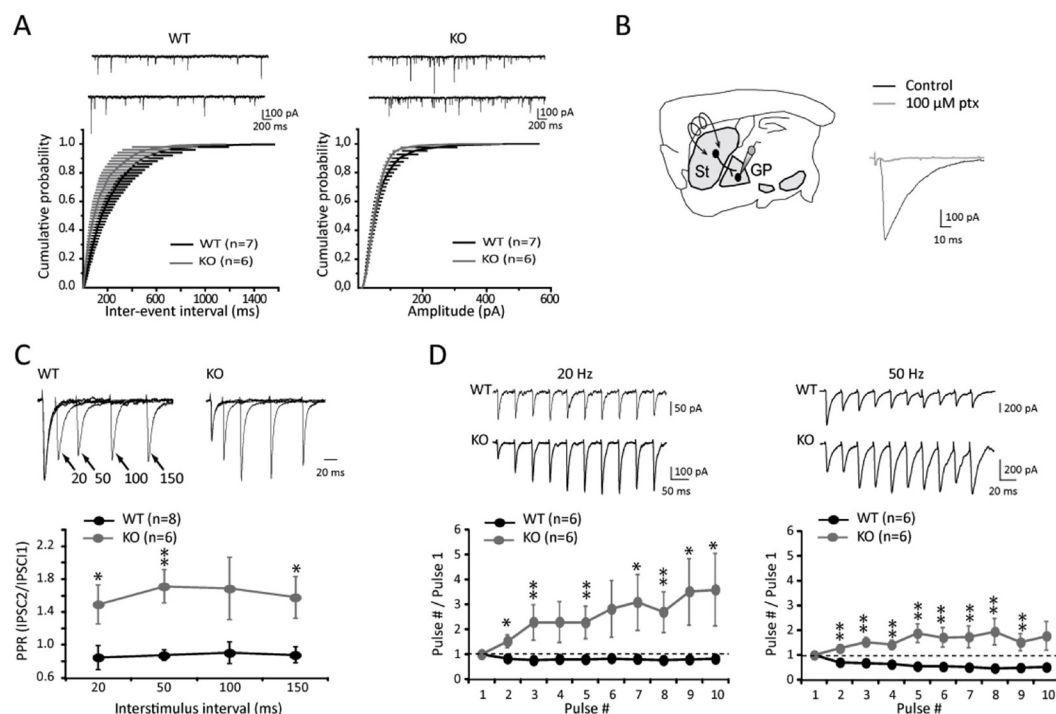 A
WT
KO
100 pA
200 ms
100 pA
200 ms
Cumulative probability
1.0
0.8
0.6
0.4
0.2
0,0
WT (n=7)
KO (n=6)
0 200 600 1000 1400
Inter-event interval (ms)
Cumulative probability
1.0
0.8
0.6
0.4
0.2
0,0
WT (n=7)
KO (n=6)
0 200 400 600
Amplitude (pA)
B
St
GP
Control
100 µM ptx
100 pA
10 ms
C
WT
KO
20 50 100 150
20 ms
WT (n=8)
KO (n=6)
PPR (IPSC2/IPSCI1)
2.2
1.8
1.4
1.0
0.6
* ** *
20 50 100 150
Interstimulus interval (ms)
D
20 Hz
WT
50 pA
KO
100 pA
50 ms
WT (n=6)
KO (n=6)
Pulse # / Pulse 1
6
5
4
3
2
1
0
* ** ** * ** * *
1 2 3 4 5 6 7 8 9 10
Pulse #
50 Hz
WT
200 pA
KO
200 pA
20 ms
WT (n=6)
KO (n=6)
Pulse # / Pulse 1
6
5
4
3
2
1
0
** ** ** ** ** ** ** **
1 2 3 4 5 6 7 8 9 10
Pulse #